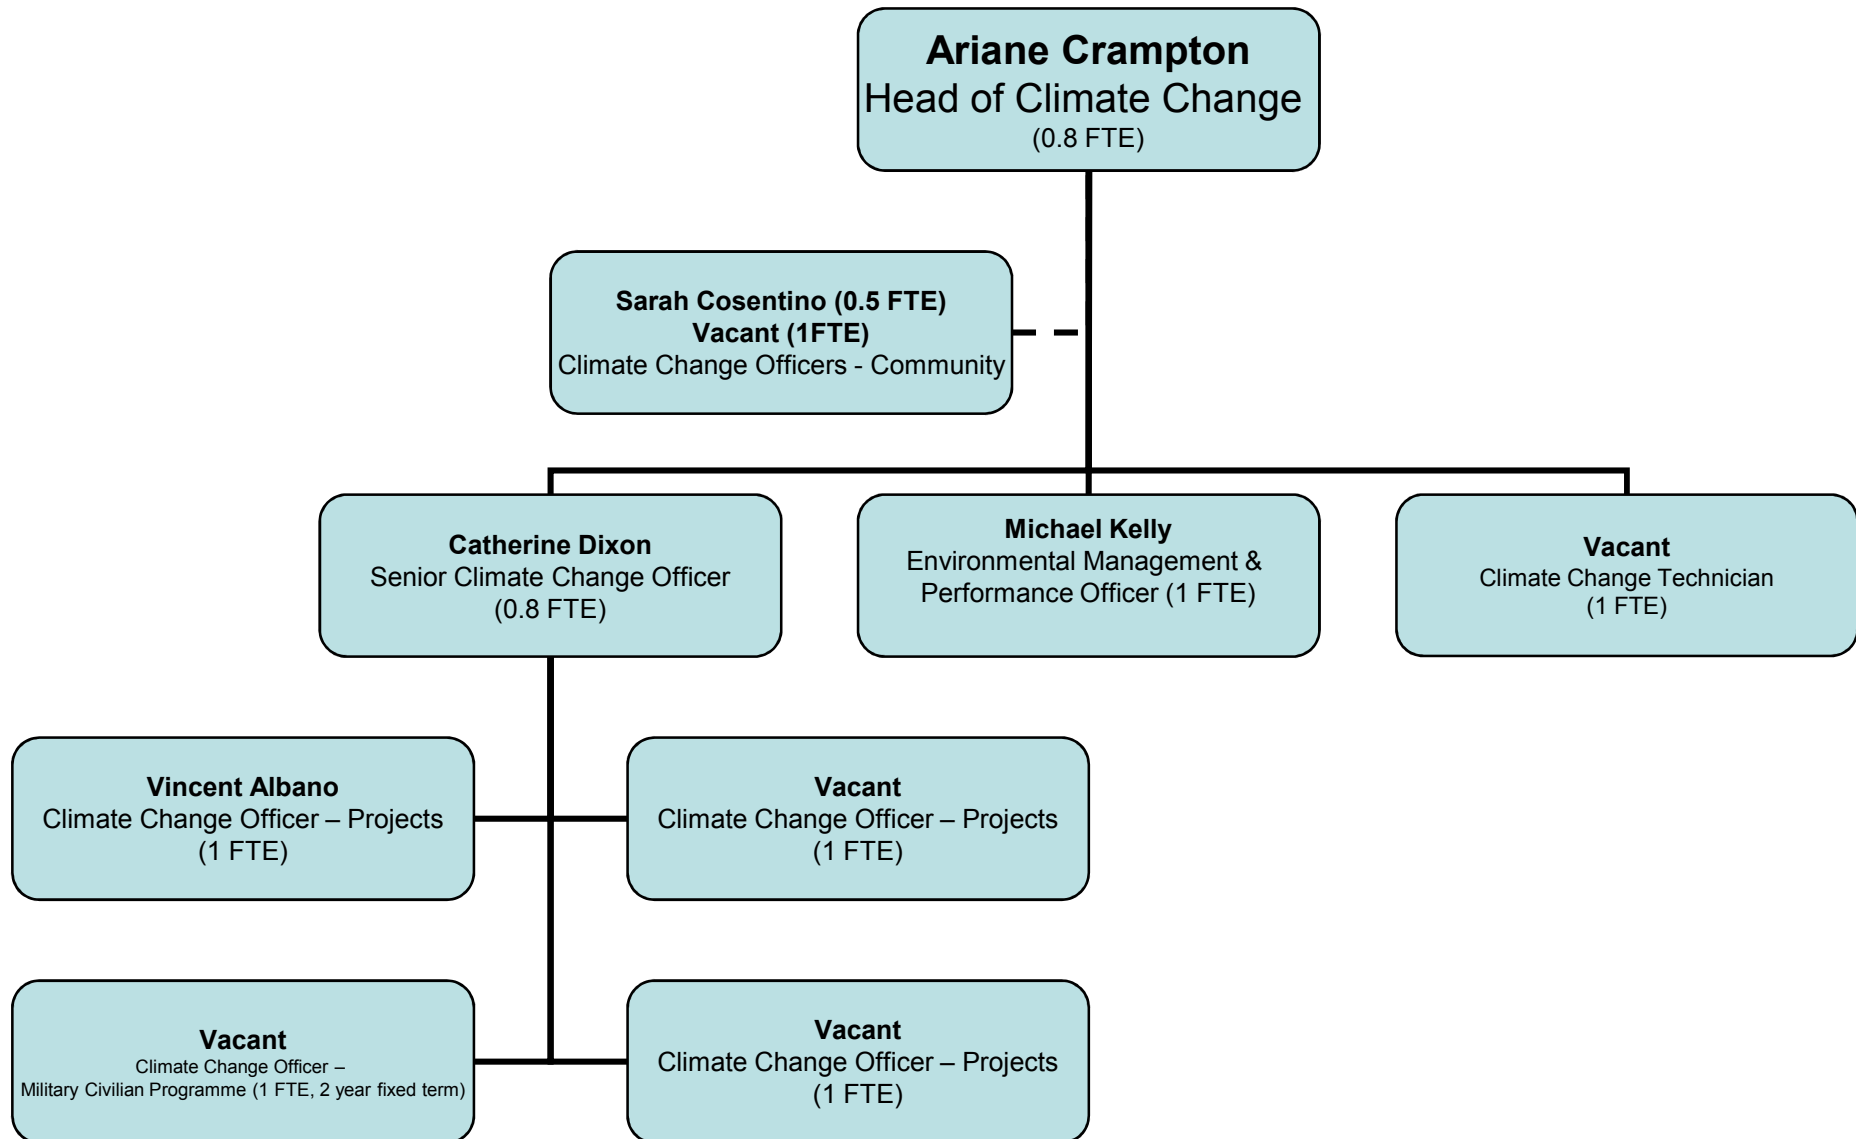 Ariane Crampton
Head of Climate Change
(0.8 FTE)
Sarah Cosentino (0.5 FTE)
Vacant (1FTE)
Climate Change Officers - Community
Catherine Dixon
Senior Climate Change Officer
(0.8 FTE)
Michael Kelly
Environmental Management &
Performance Officer (1 FTE)
Vacant
Climate Change Technician
(1 FTE)
Vincent Albano
Climate Change Officer – Projects
(1 FTE)
Vacant
Climate Change Officer – Projects
(1 FTE)
Vacant
Climate Change Officer –
Military Civilian Programme (1 FTE, 2 year fixed term)
Vacant
Climate Change Officer – Projects
(1 FTE)